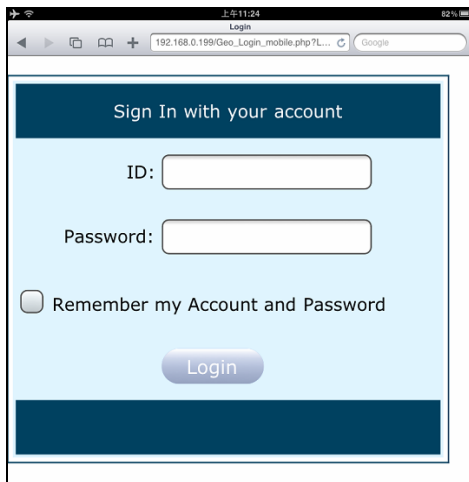 上午11:24
82%
Login
192.168.0.199/Geo_Login_mobile.php?L...
Google
Sign In with your account
ID:
Password:
Remember my Account and Password
Login